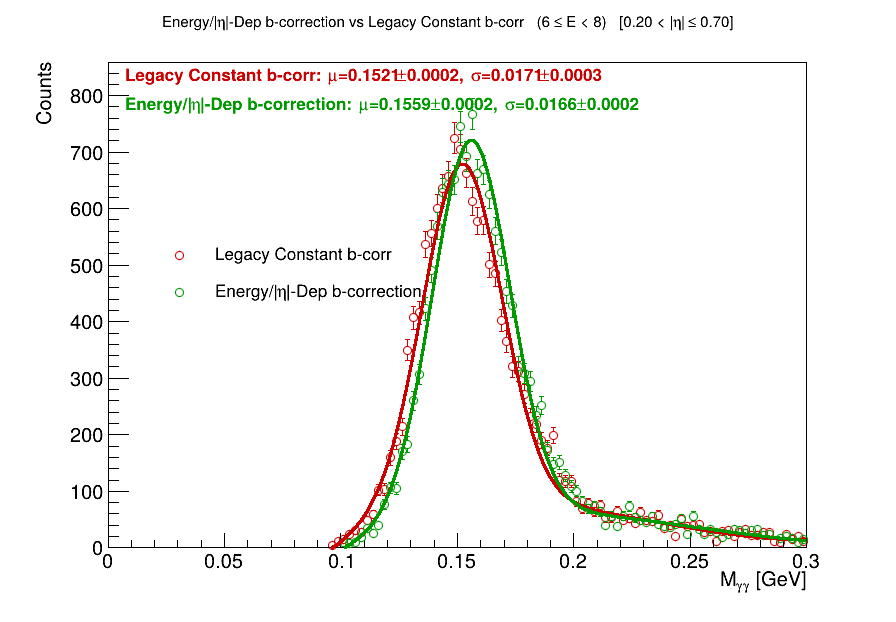 Energy/|η|-Dep b-correction vs Legacy Constant b-corr (6 ≤ E < 8) [0.20 < |η| ≤ 0.70]
Legacy Constant b-corr: μ=0.1521±0.0002, σ=0.0171±0.0003
Energy/|η|-Dep b-correction: μ=0.1559±0.0002, σ=0.0166±0.0002
Counts
800
700
600
500
400
300
200
100
0
Legacy Constant b-corr
Energy/|η|-Dep b-correction
0 0.05 0.1 0.15 0.2 0.25 0.3
Mγγ [GeV]